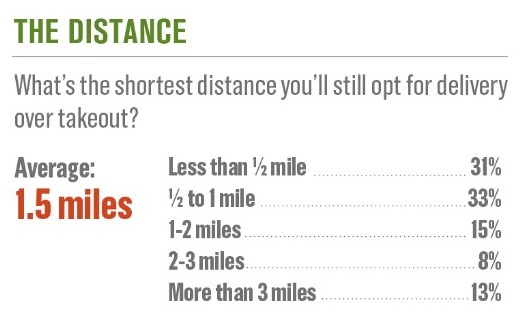 THE DISTANCE
What's the shortest distance you'll still opt for delivery
over takeout?
Average:
1.5 miles
Less than ½ mile 31%
½ to 1 mile 33%
1-2 miles 15%
2-3 miles 8%
More than 3 miles 13%